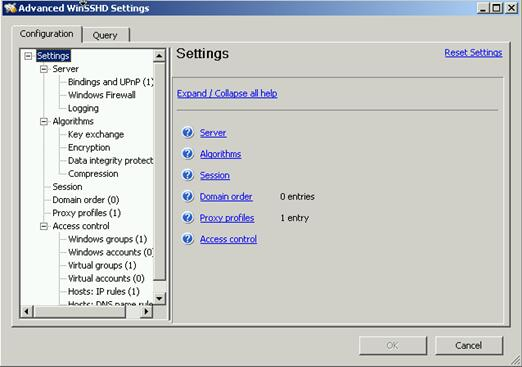 Advanced WinSSHD Settings
Configuration
Query
Settings
Server
Bindings and UPnP (1)
Windows Firewall
Logging
Algorithms
Key exchange
Encryption
Data integrity protect
Compression
Session
Domain order (0)
Proxy profiles (1)
Access control
Windows groups (1)
Windows accounts (0)
Virtual groups (1)
Virtual accounts (0)
Hosts: IP rules (1)
Hosts: DNS name rule
Settings
Reset Settings
Expand / Collapse all help
Server
Algorithms
Session
Domain order 0 entries
Proxy profiles 1 entry
Access control
OK
Cancel